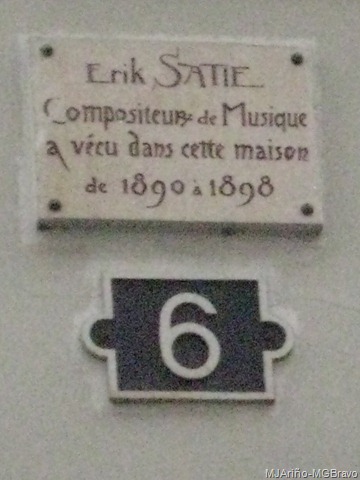 Erik SATIE
Compositeur de Musique
a vécu dans cette maison
de 1890 à 1898
6
MJAriño-MGBravo